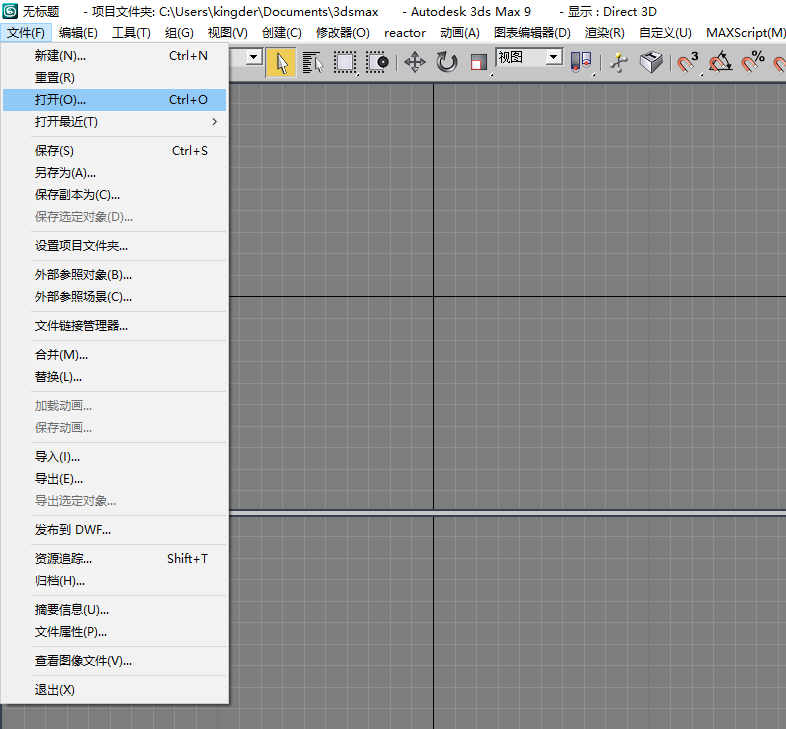 无标题 - 项目文件夹: C:\Users\kingder\Documents\3dsmax - Autodesk 3ds Max 9 - 显示 : Direct 3D
文件(F) 编辑(E) 工具(T) 组(G) 视图(V) 创建(C) 修改器(O) reactor 动画(A) 图表编辑器(D) 渲染(R) 自定义(U) MAXScript(M)
视图
3
%
新建(N)... Ctrl+N
重置(R)
打开(O)... Ctrl+O
打开最近(T)
保存(S) Ctrl+S
另存为(A)...
保存副本为(C)...
保存选定对象(D)...
设置项目文件夹...
外部参照对象(B)...
外部参照场景(C)...
文件链接管理器...
合并(M)...
替换(L)...
加载动画...
保存动画...
导入(I)...
导出(E)...
导出选定对象...
发布到 DWF...
资源追踪... Shift+T
归档(H)...
摘要信息(U)...
文件属性(P)...
查看图像文件(V)...
退出(X)